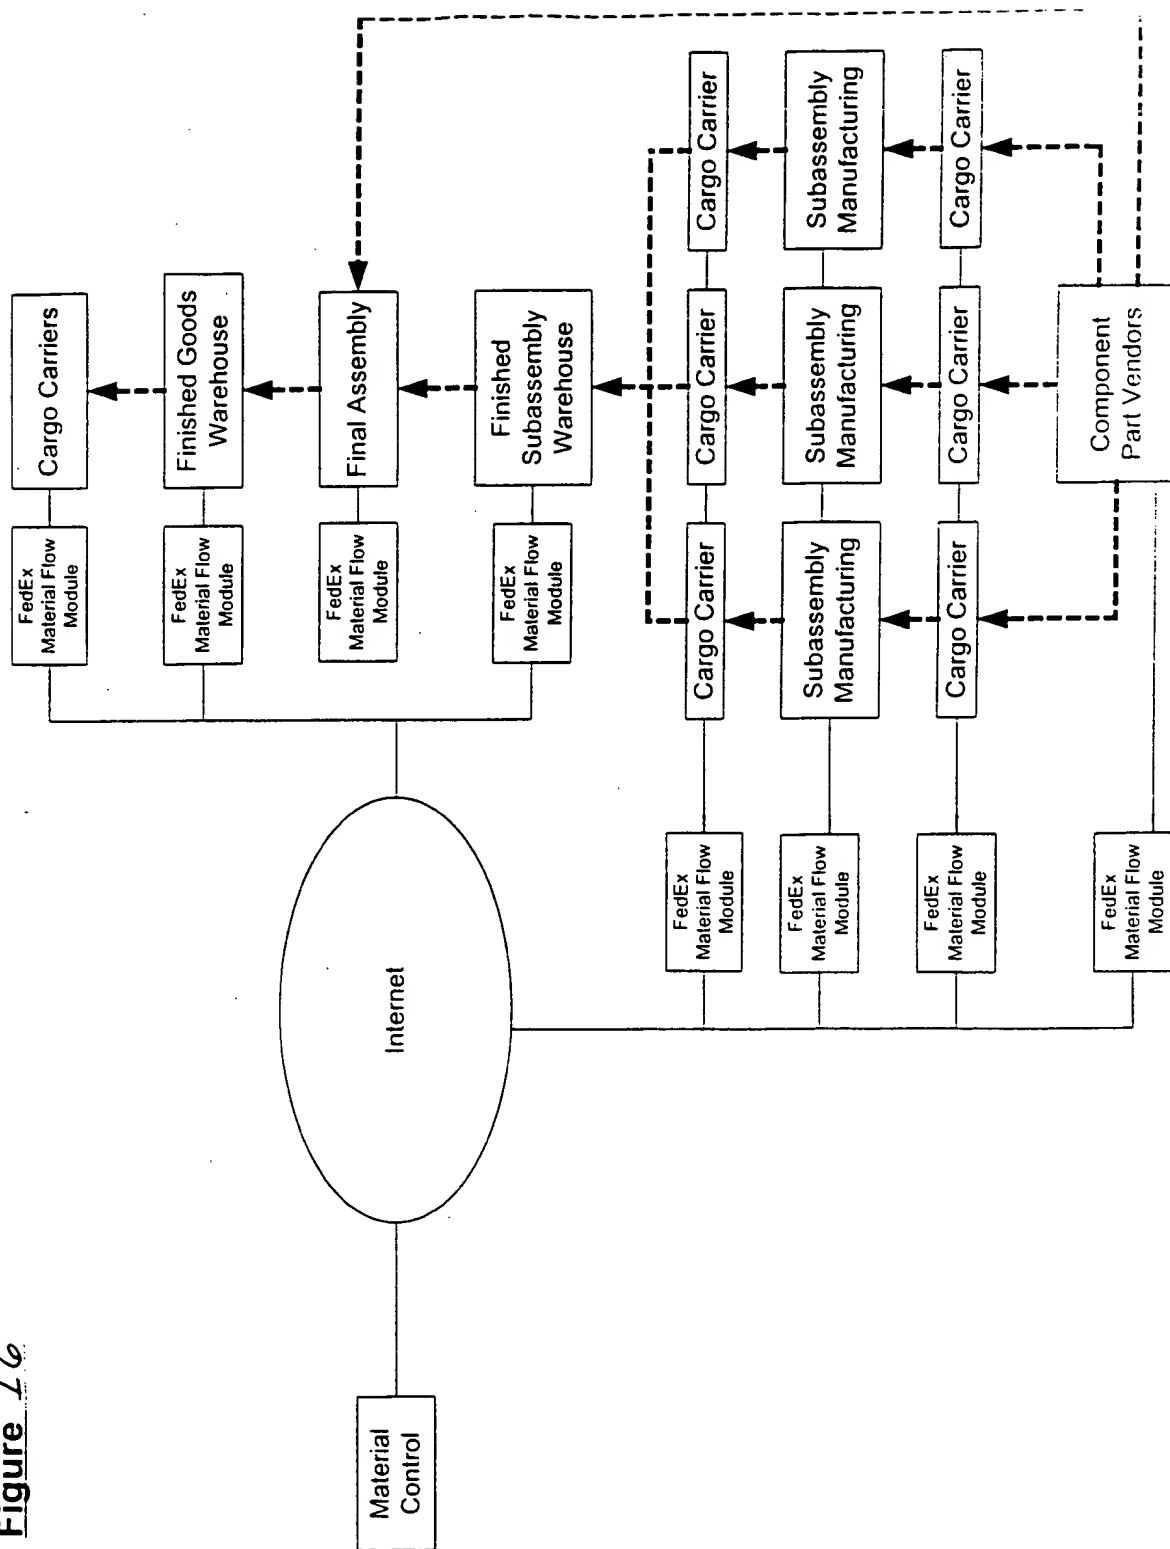 Figure 26
FedEx
Material Flow
Module
Cargo Carriers
FedEx
Material Flow
Module
Finished Goods
Warehouse
Material
Control
Internet
FedEx
Material Flow
Module
Final Assembly
FedEx
Material Flow
Module
Finished
Subassembly
Warehouse
FedEx
Material Flow
Module
Cargo Carrier
Cargo Carrier
Cargo Carrier
FedEx
Material Flow
Module
Subassembly
Manufacturing
Subassembly
Manufacturing
Subassembly
Manufacturing
FedEx
Material Flow
Module
Cargo Carrier
Cargo Carrier
Cargo Carrier
FedEx
Material Flow
Module
Component
Part Vendors